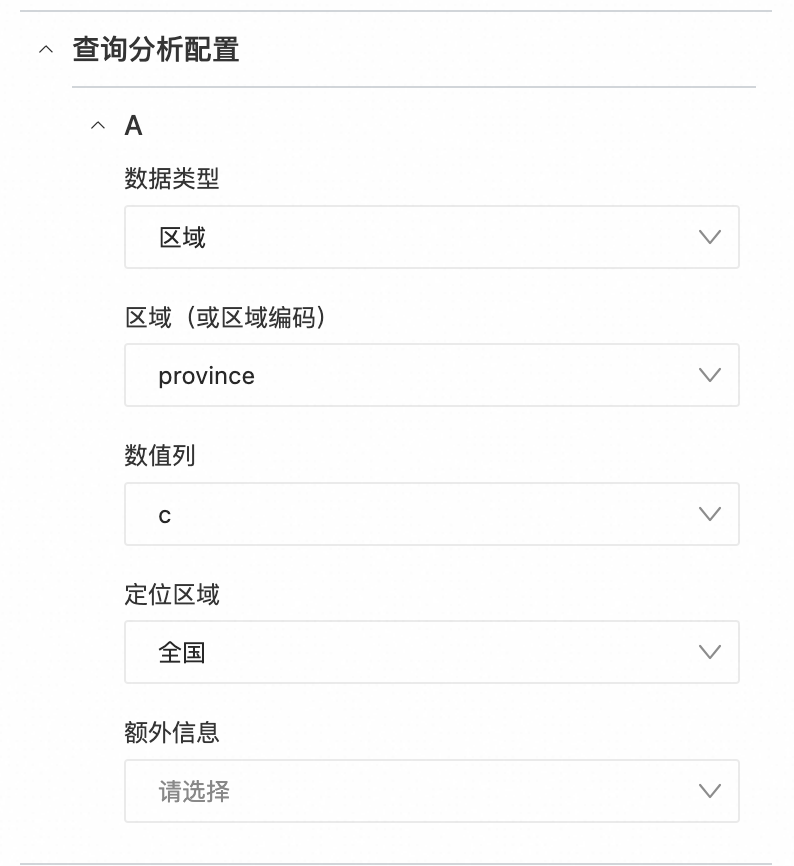 查询分析配置
A
数据类型
区域
区域（或区域编码）
province
数值列
c
定位区域
全国
额外信息
请选择